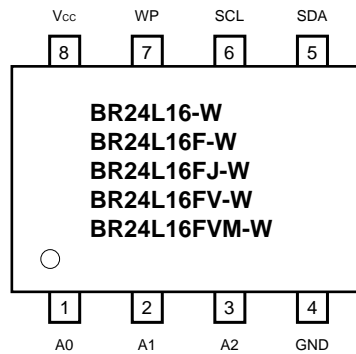 Vcc WP SCL SDA
8 7 6 5
BR24L16-W
BR24L16F-W
BR24L16FJ-W
BR24L16FV-W
BR24L16FVM-W
1 2 3 4
A0 A1 A2 GND